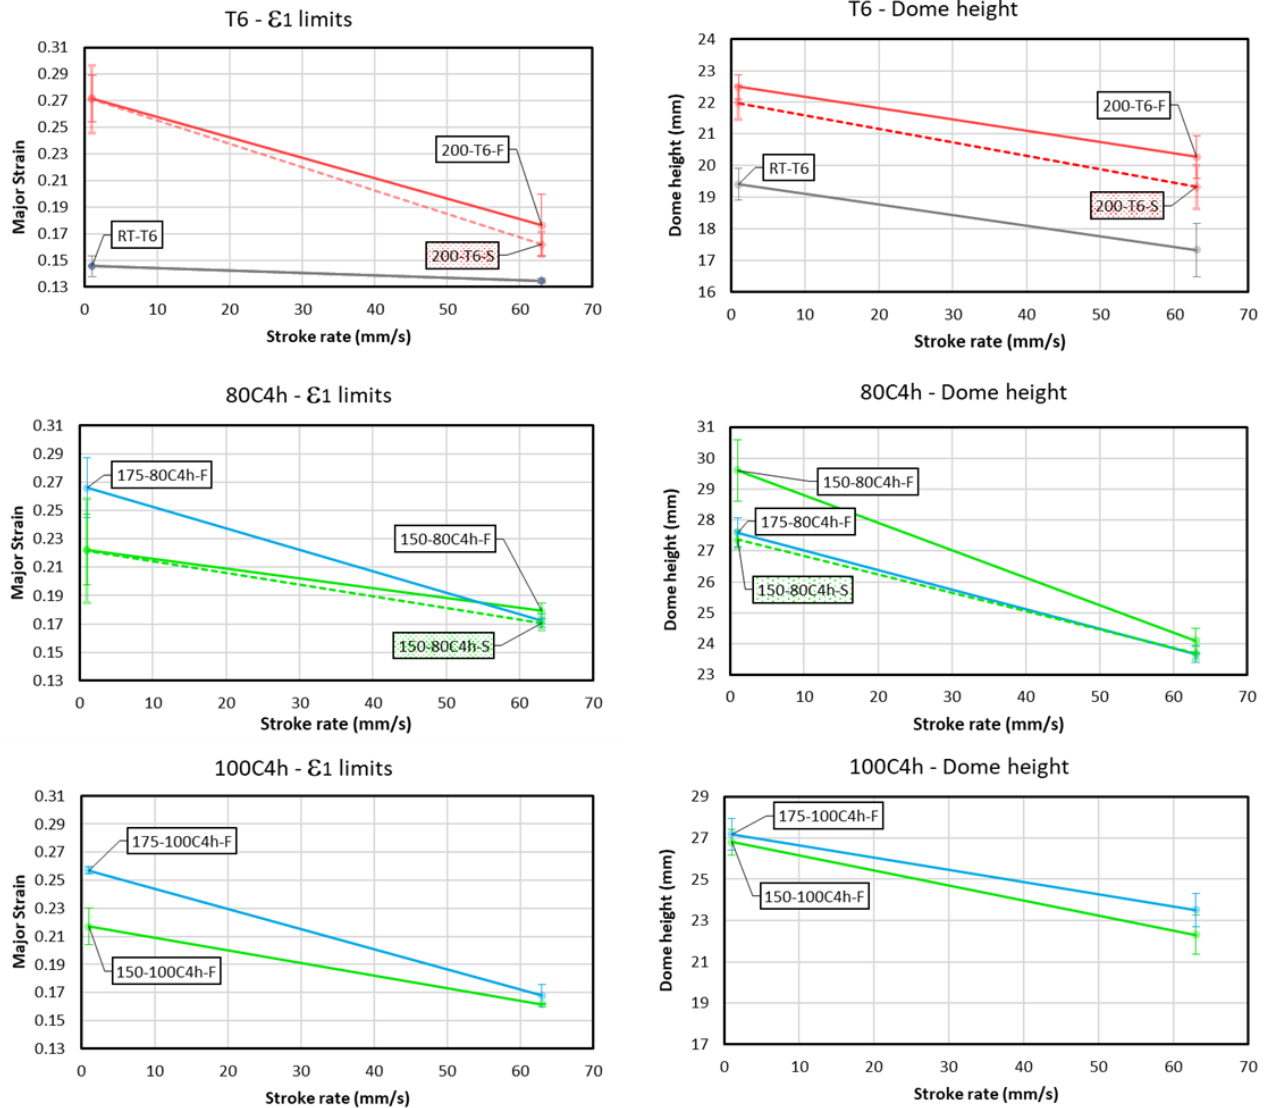 T6 - Ɛ1 limits
0.31
0.29
0.27
0.25
0.23
0.21
0.19
0.17
0.15
0.13
Major Strain
200-T6-F
RT-T6
200-T6-S
0 10 20 30 40 50 60 70
Stroke rate (mm/s)
T6 - Dome height
24
23
22
21
20
19
18
17
16
Dome height (mm)
200-T6-F
RT-T6
200-T6-S
0 10 20 30 40 50 60 70
Stroke rate (mm/s)
80C4h - Ɛ1 limits
0.31
0.29
0.27
0.25
0.23
0.21
0.19
0.17
0.15
0.13
Major Strain
175-80C4h-F
150-80C4h-F
150-80C4h-S
0 10 20 30 40 50 60 70
Stroke rate (mm/s)
80C4h - Dome height
31
30
29
28
27
26
25
24
23
Dome height (mm)
150-80C4h-F
175-80C4h-F
150-80C4h-S
0 10 20 30 40 50 60 70
Stroke rate (mm/s)
100C4h - Ɛ1 limits
0.31
0.29
0.27
0.25
0.23
0.21
0.19
0.17
0.15
0.13
Major Strain
175-100C4h-F
150-100C4h-F
0 10 20 30 40 50 60 70
Stroke rate (mm/s)
100C4h - Dome height
29
27
25
23
21
19
17
Dome height (mm)
175-100C4h-F
150-100C4h-F
0 10 20 30 40 50 60 70
Stroke rate (mm/s)